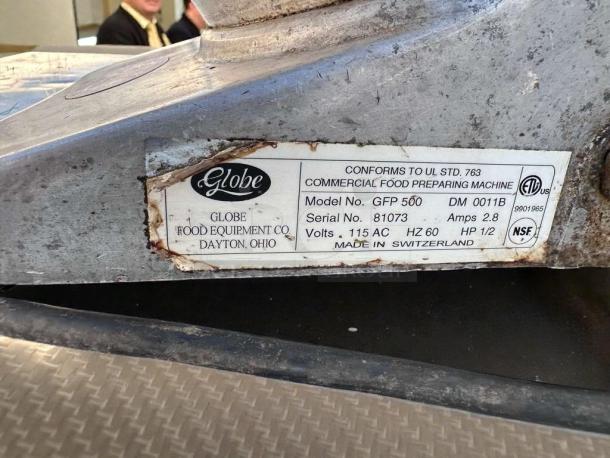 Globe
GLOBE
FOOD EQUIPMENT CO
DAYTON, OHIO
CONFORMS TO UL STD. 763
COMMERCIAL FOOD PREPARING MACHINE
Model No. GFP 500 DM 0011B
Serial No. 81073 Amps 2.8
Volts . 115 AC HZ 60 HP 1/2
MADE IN SWITZERLAND
ETL US
9901965
NSF